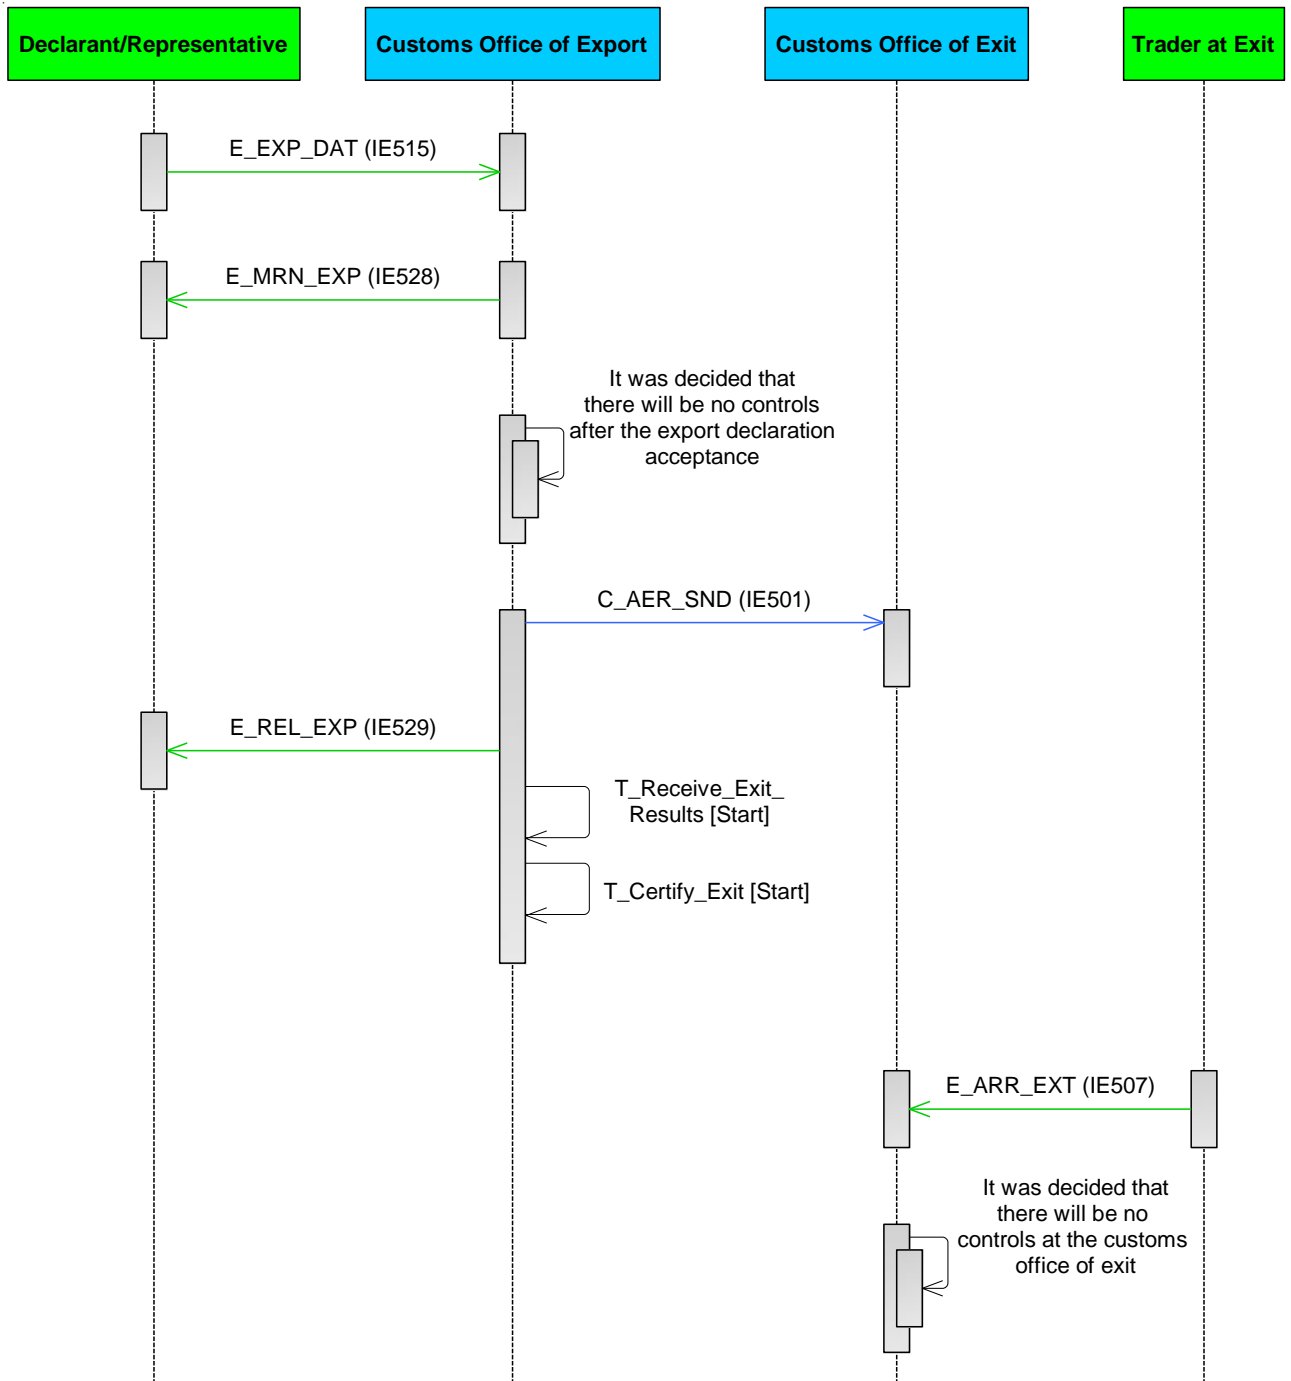 Declarant/Representative
Customs Office of Export
Customs Office of Exit
Trader at Exit
E_EXP_DAT (IE515)
E_MRN_EXP (IE528)
It was decided that
there will be no controls
after the export declaration
acceptance
C_AER_SND (IE501)
E_REL_EXP (IE529)
T_Receive_Exit_
Results [Start]
T_Certify_Exit [Start]
E_ARR_EXT (IE507)
It was decided that
there will be no
controls at the customs
office of exit